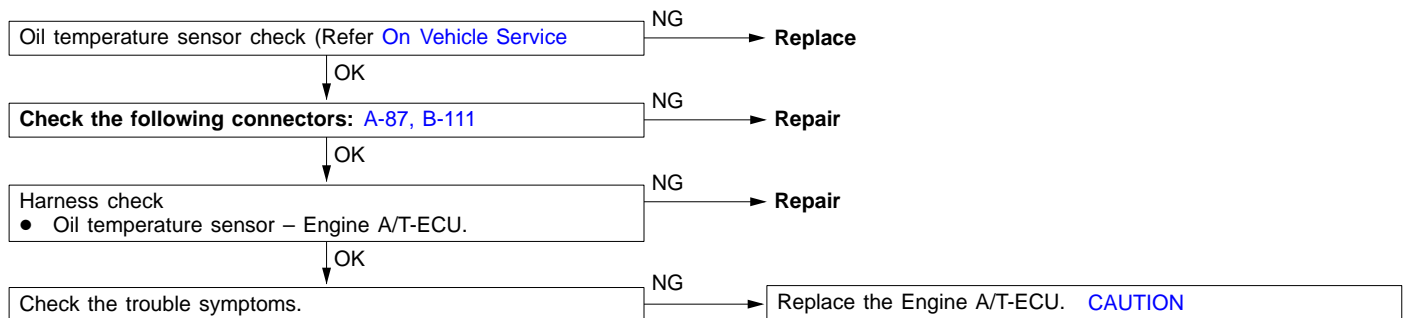 Oil temperature sensor check (Refer On Vehicle Service
NG
Replace
OK
Check the following connectors: A-87, B-111
NG
Repair
OK
Harness check
● Oil temperature sensor – Engine A/T-ECU.
NG
Repair
OK
Check the trouble symptoms.
NG
Replace the Engine A/T-ECU. CAUTION